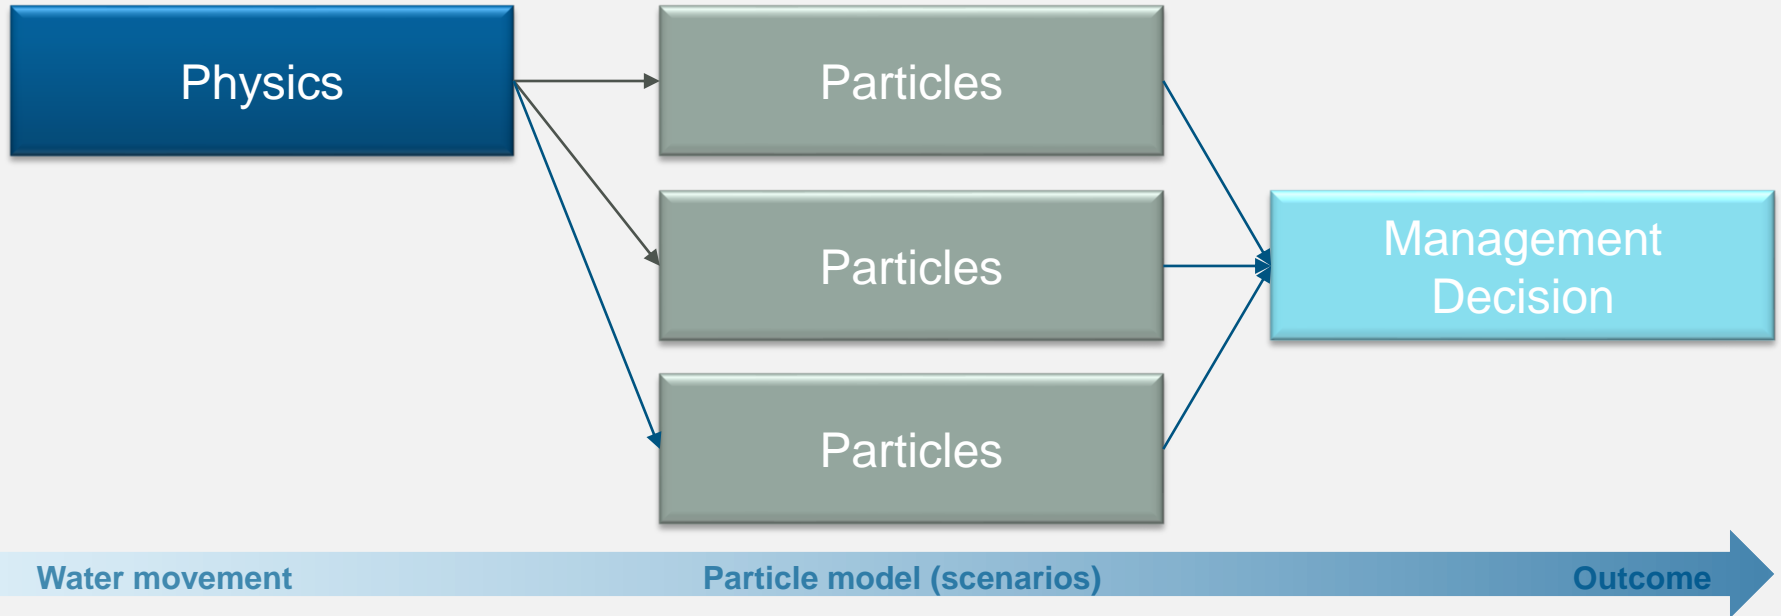 Physics
Particles
Particles
Management
Decision
Particles
Water movement
Particle model (scenarios)
Outcome